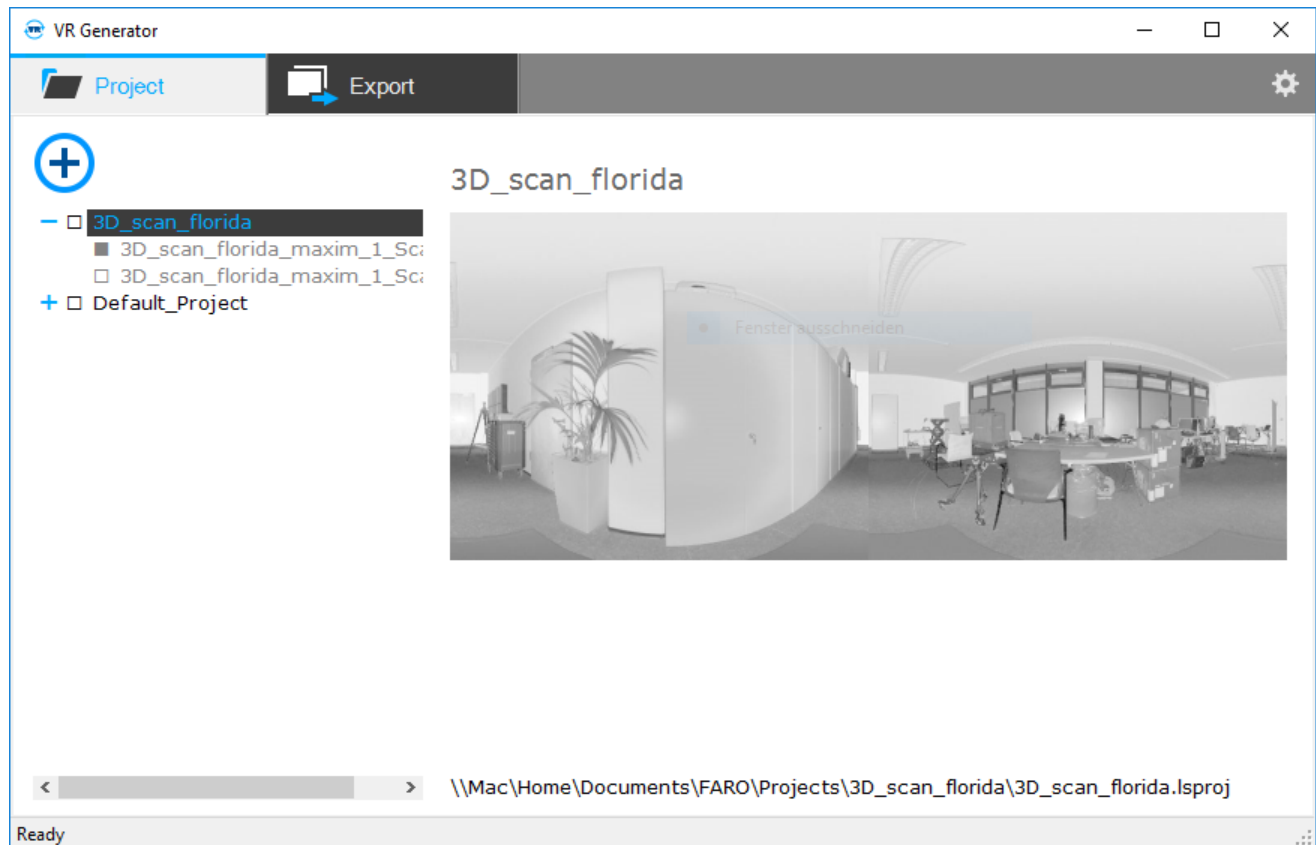 VR Generator
Project
Export
3D_scan_florida
3D_scan_florida
3D_scan_florida_maxim_1_Sca
3D_scan_florida_maxim_1_Sca
Default_Project
Fenster ausschneiden
\\Mac\Home\Documents\FARO\Projects\3D_scan_florida\3D_scan_florida.lsproj
Ready